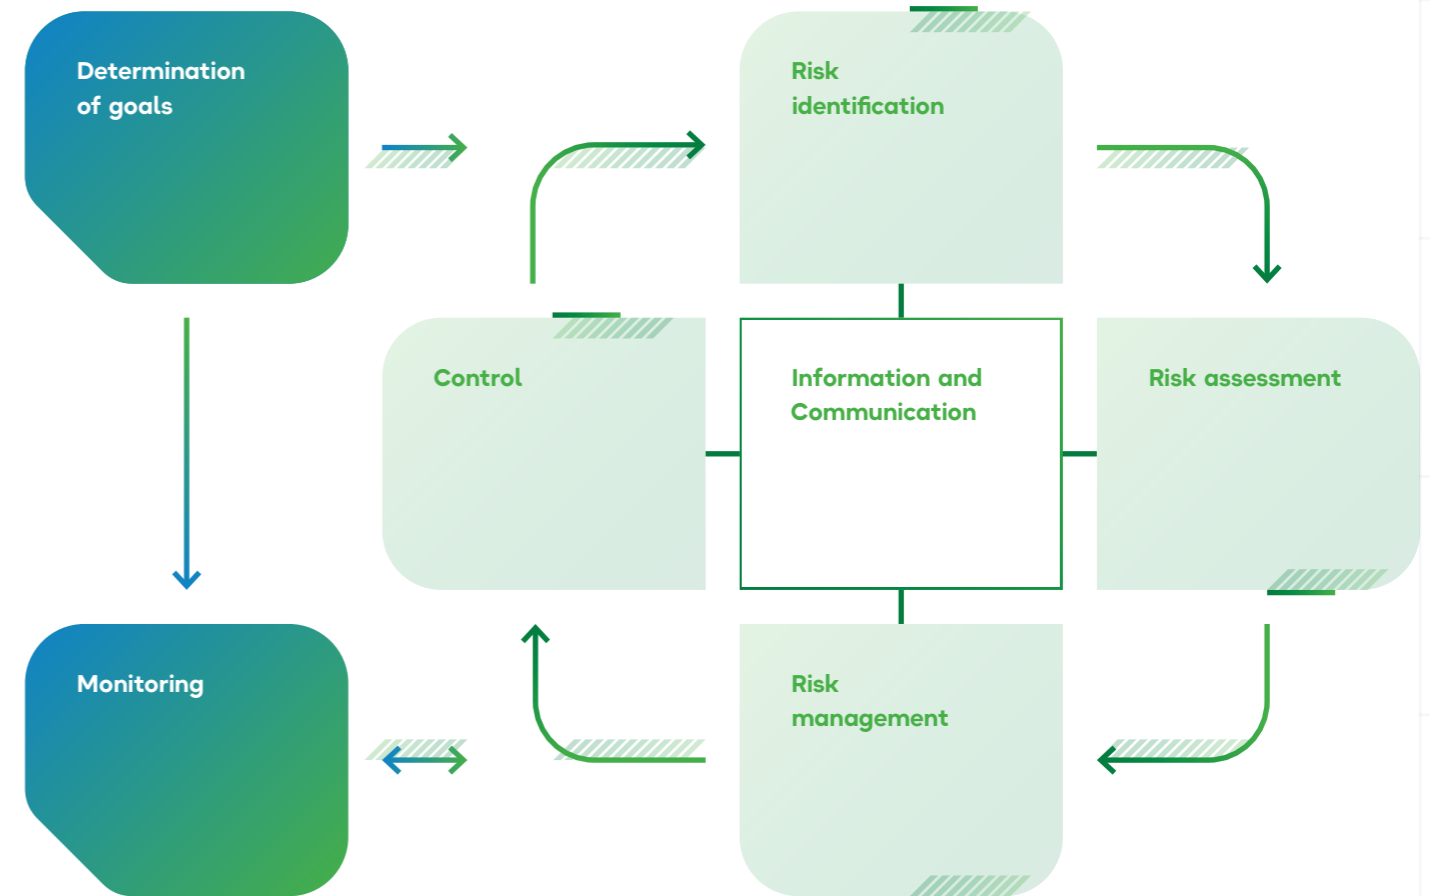 Determination
of goals
Risk
identification
Control
Information and
Communication
Risk assessment
Monitoring
Risk
management